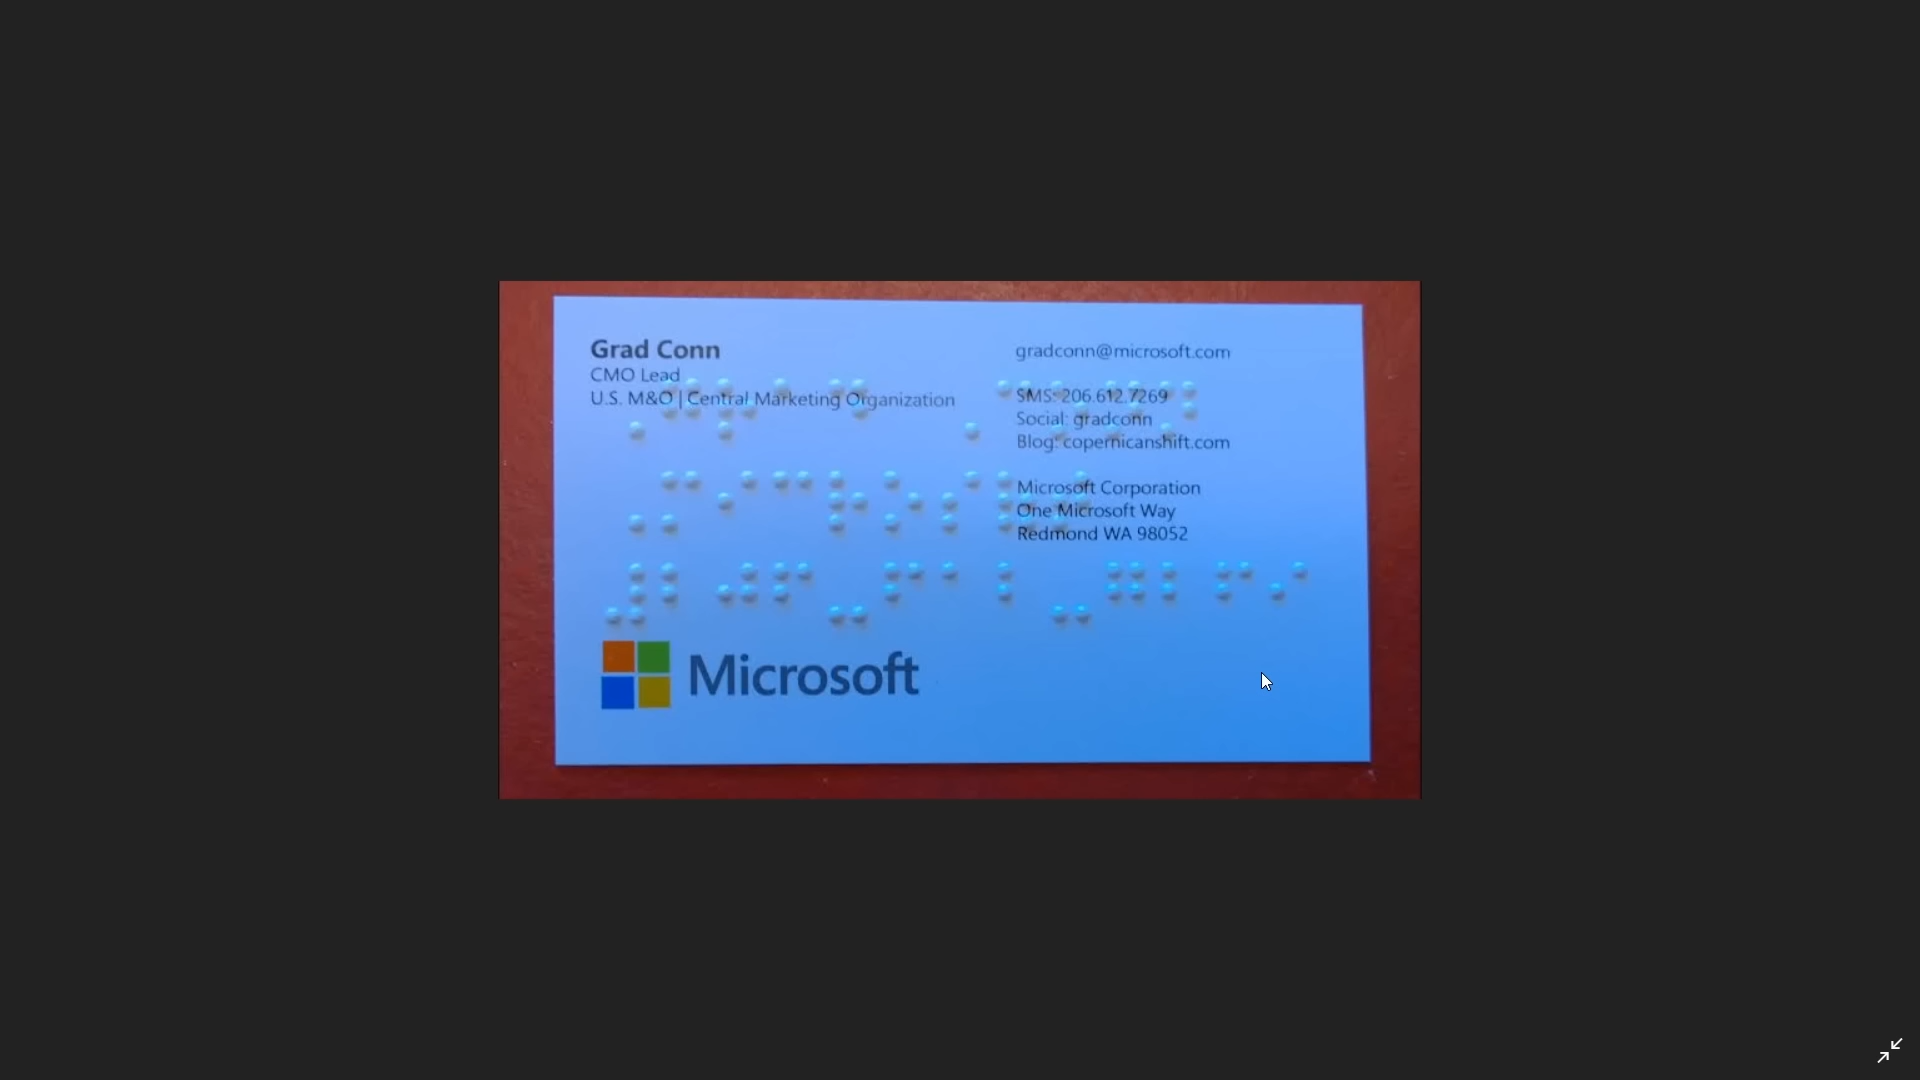 Grad Conn
CMO Lead
U.S. M&O | Central Marketing Organization
gradconn@microsoft.com
SMS: 206.612.7269
Social: gradconn
Blog: copernicanshift.com
Microsoft Corporation
One Microsoft Way
Redmond WA 98052
Microsoft